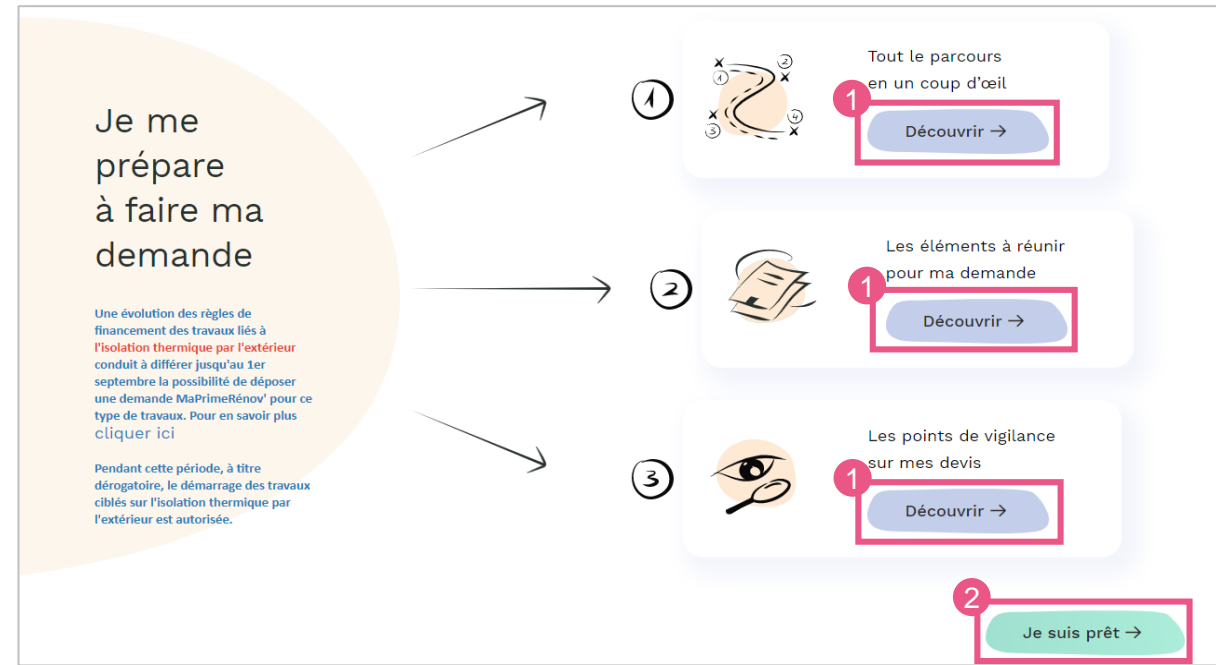 Je me
prépare
à faire ma
demande
Une évolution des règles de
financement des travaux liés à
l'isolation thermique par l'extérieur
conduit à différer jusqu'au 1er
septembre la possibilité de déposer
une demande MaPrimeRénov' pour ce
type de travaux. Pour en savoir plus
cliquer ici
Pendant cette période, à titre
dérogatoire, le démarrage des travaux
ciblés sur l'isolation thermique par
l'extérieur est autorisée.
1
1
2
3
4
Tout le parcours
en un coup d'œil
1
Découvrir →
2
Les éléments à réunir
pour ma demande
1
Découvrir →
3
Les points de vigilance
sur mes devis
1
Découvrir →
2
Je suis prêt →